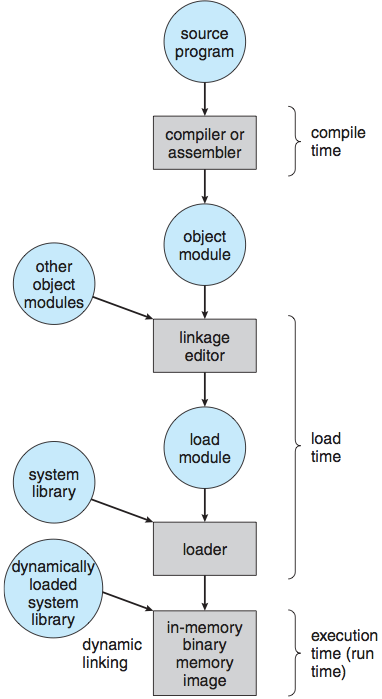 source
program
compiler or
assembler
compile
time
object
module
other
object
modules
linkage
editor
load
module
load
time
system
library
loader
dynamically
loaded
system
library
dynamic
linking
in-memory
binary
memory
image
execution
time (run
time)